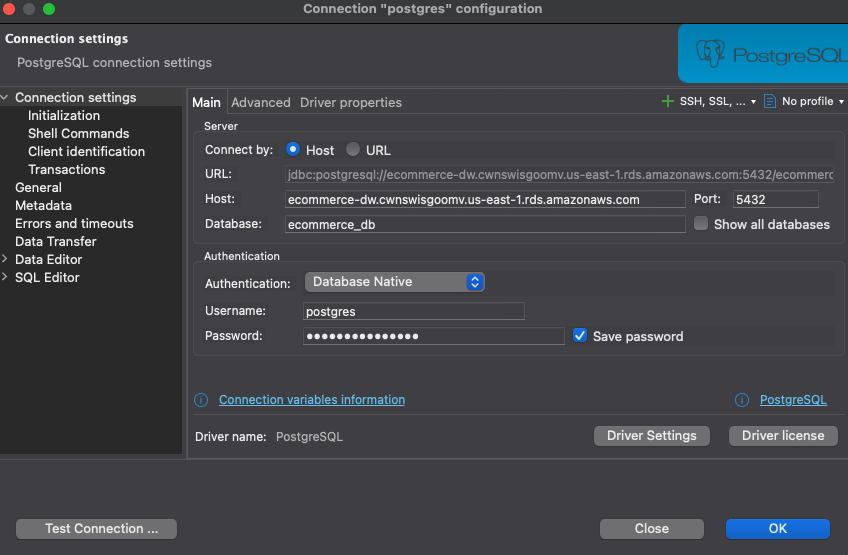 Connection "postgres" configuration
Connection settings
PostgreSQL connection settings
PostgreSQL
Connection settings
Initialization
Shell Commands
Client identification
Transactions
General
Metadata
Errors and timeouts
Data Transfer
Data Editor
SQL Editor
Main Advanced Driver properties SSH, SSL, ... No profile
Server
Connect by: Host URL
URL: jdbc:postgresql://ecommerce-dw.cwnswisgoomv.us-east-1.rds.amazonaws.com:5432/ecommerc
Host: ecommerce-dw.cwnswisgoomv.us-east-1.rds.amazonaws.com Port: 5432
Database: ecommerce_db Show all databases
Authentication
Authentication: Database Native
Username: postgres
Password: ••••••••••••••• Save password
Connection variables information PostgreSQL
Driver name: PostgreSQL Driver Settings Driver license
Test Connection ... Close OK